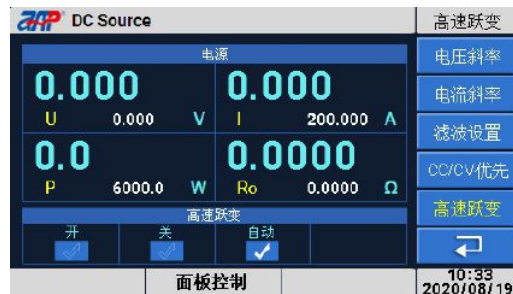 DC Source
高速跃变
电源
0.000 0.000
U 0.000 V I 200.000 A
0.0 0.0000
P 6000.0 W Ro 0.0000 Ω
高速跃变
开 关 自动
面板控制
电压斜率
电流斜率
滤波设置
CC/CV优先
高速跃变
10:33
2020/08/19